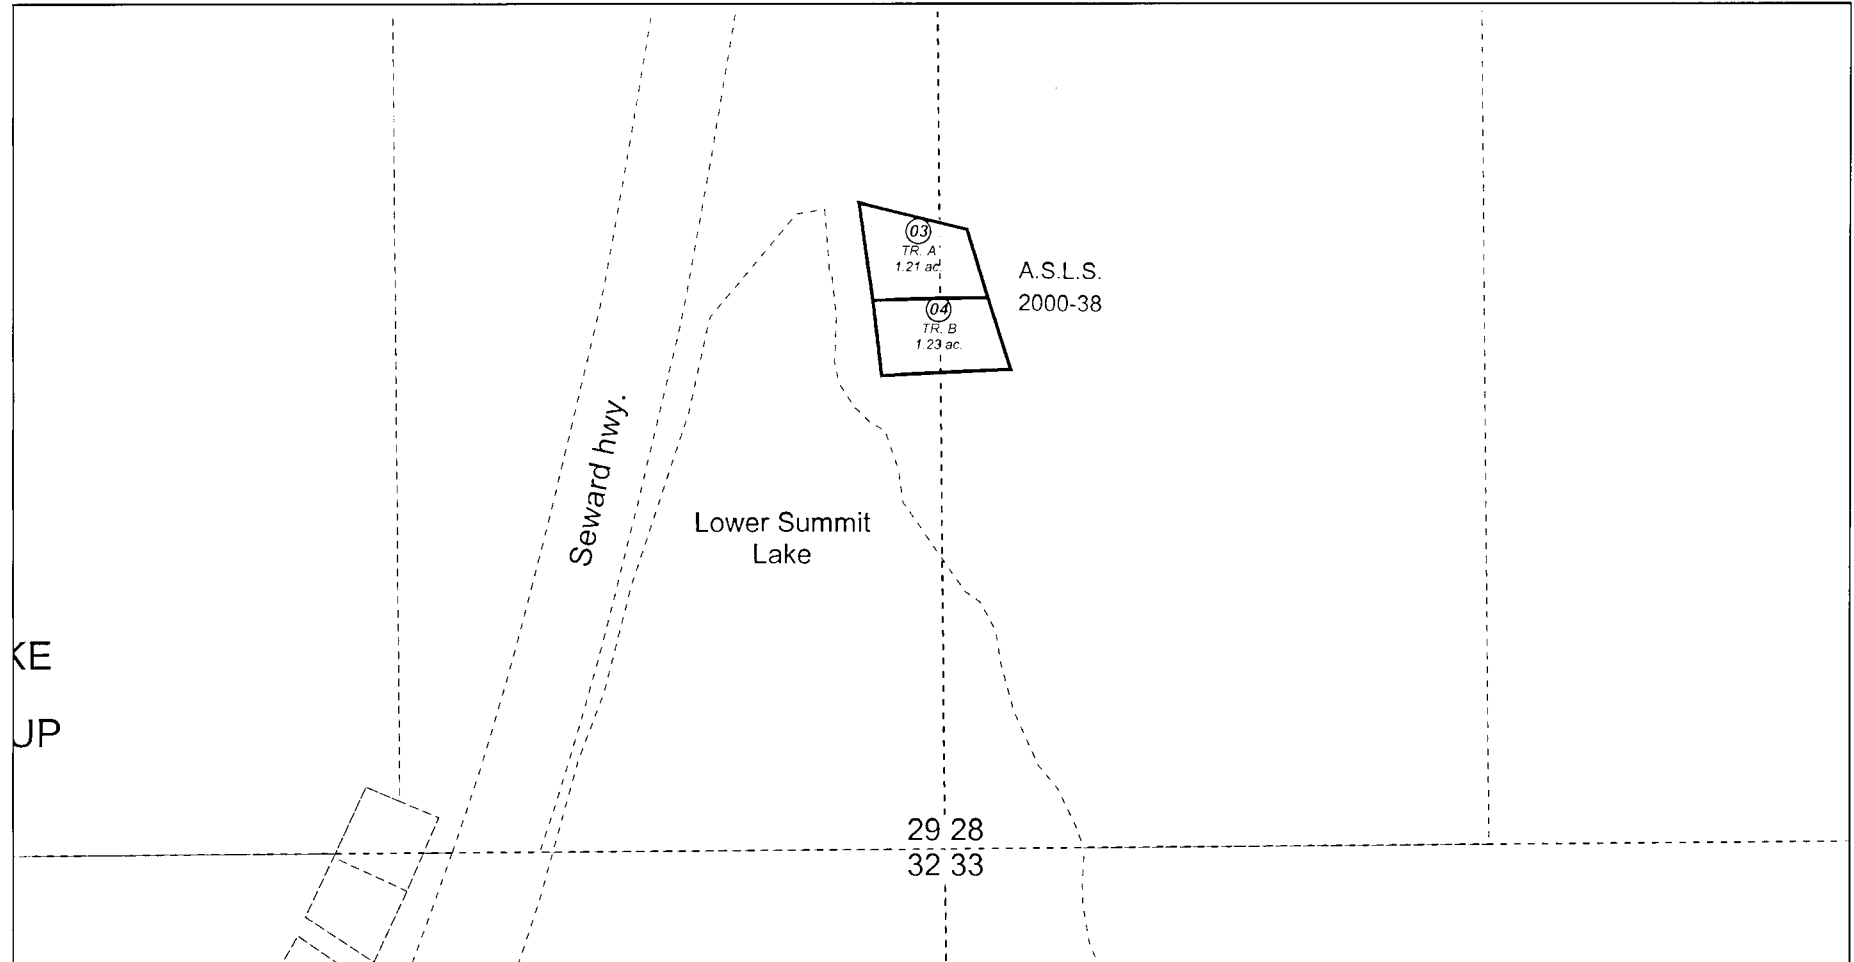 03
TR. A
1.21 ac.
A.S.L.S.
2000-38
04
TR. B
1.23 ac.
Seward hwy.
Lower Summit
Lake
KE
UP
29 28
32 33